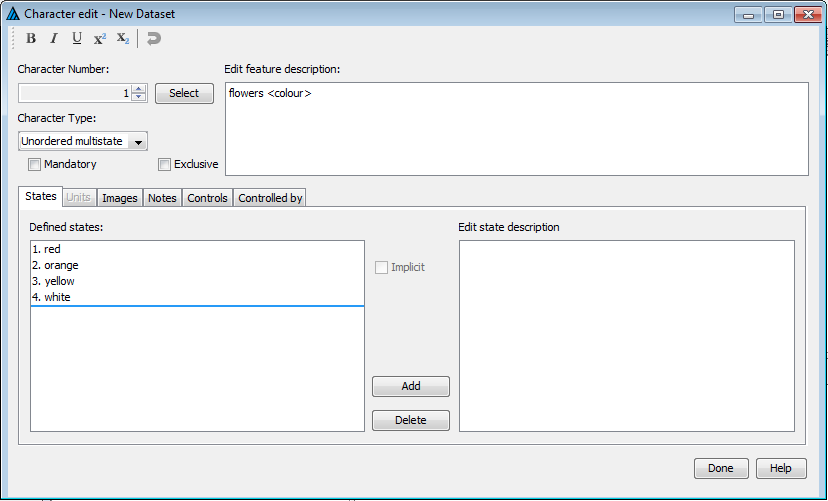 Character edit - New Dataset
B I U x² x₂
Character Number:
Edit feature description:
1
Select
flowers <colour>
Character Type:
Unordered multistate
Mandatory
Exclusive
States Units Images Notes Controls Controlled by
Defined states:
Edit state description
1. red
2. orange
3. yellow
4. white
Implicit
Add
Delete
Done Help